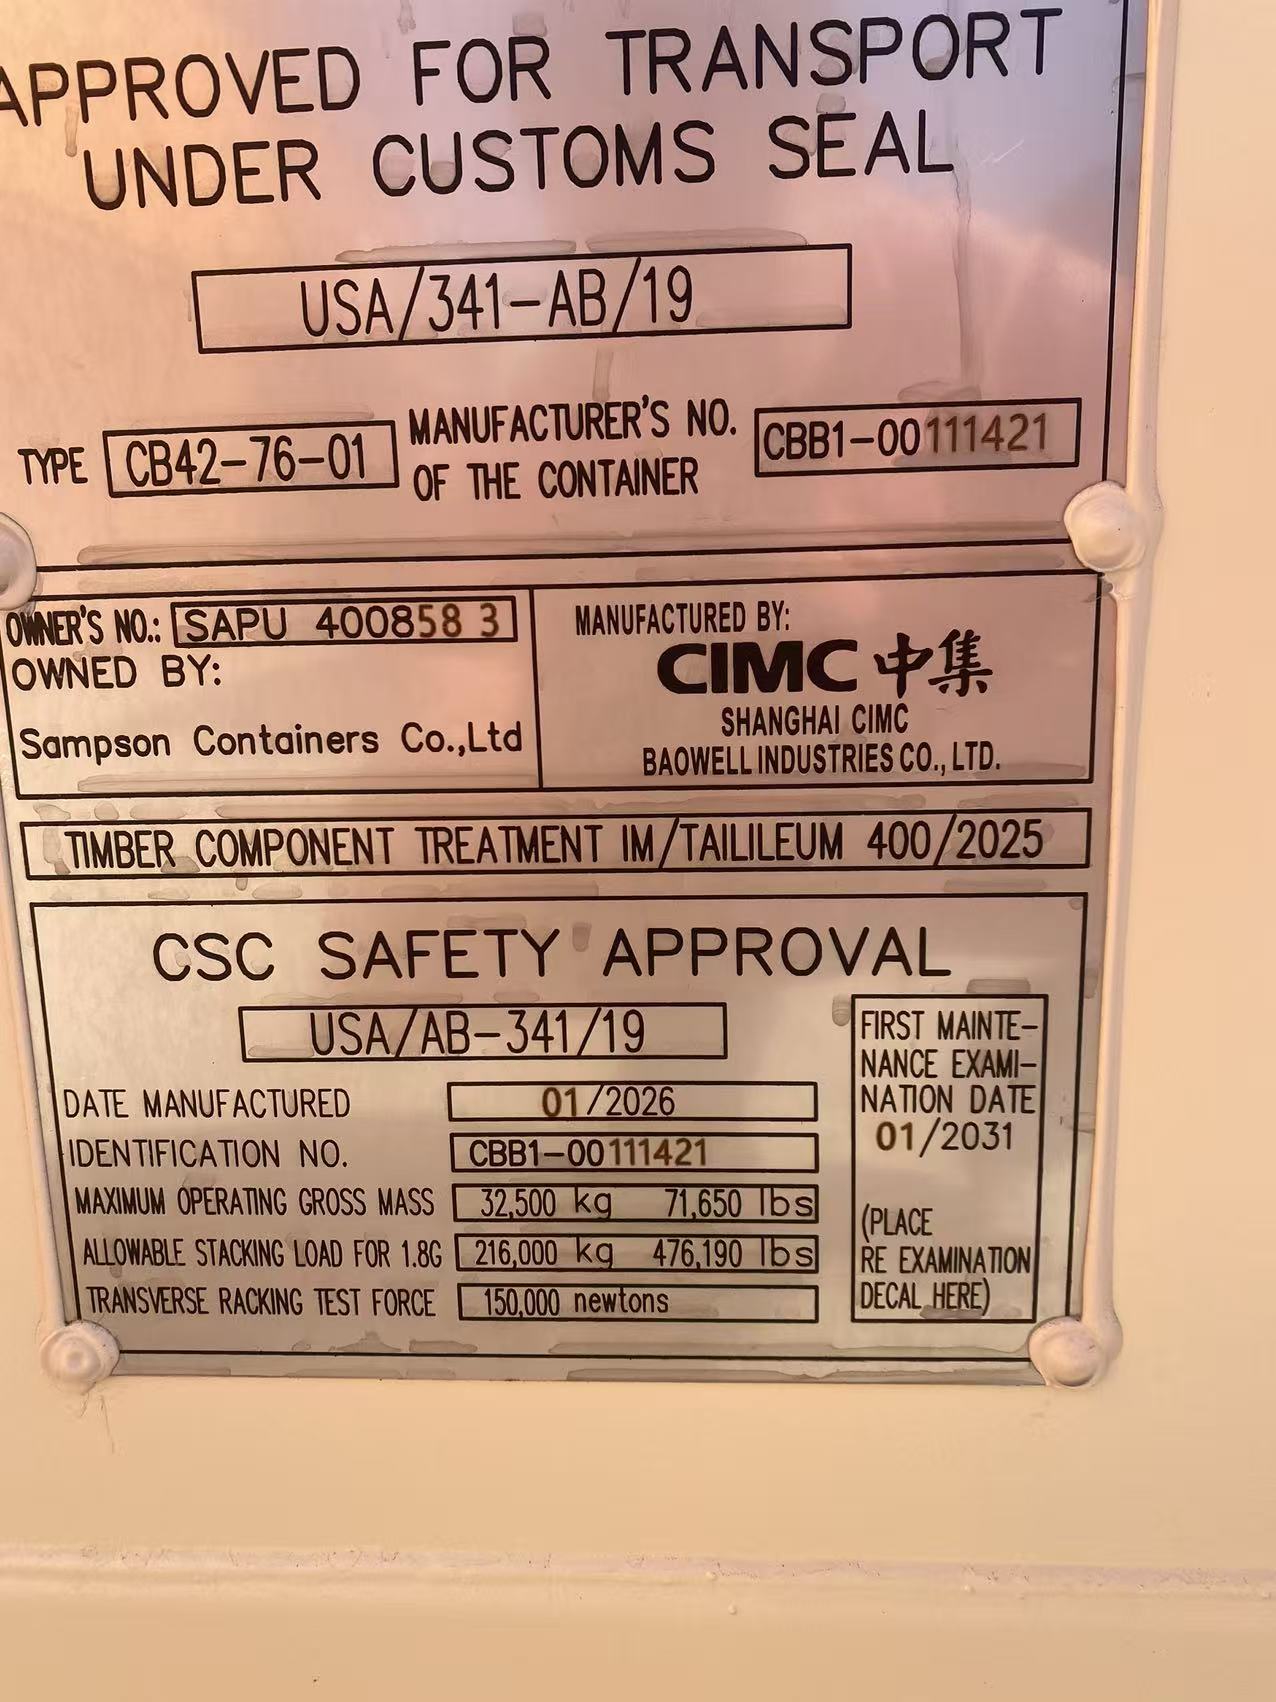 APPROVED FOR TRANSPORT
UNDER CUSTOMS SEAL
USA/341-AB/19
TYPE CB42-76-01 MANUFACTURER'S NO. OF THE CONTAINER CBB1-00111421
OWNER'S NO.: SAPU 400858 3
OWNED BY:
Sampson Containers Co.,Ltd
MANUFACTURED BY:
CIMC 中集
SHANGHAI CIMC
BAOWELL INDUSTRIES CO., LTD.
TIMBER COMPONENT TREATMENT IM/TAILILEUM 400/2025
CSC SAFETY APPROVAL
USA/AB-341/19
DATE MANUFACTURED 01/2026
IDENTIFICATION NO. CBB1-00111421
MAXIMUM OPERATING GROSS MASS 32,500 kg 71,650 lbs
ALLOWABLE STACKING LOAD FOR 1.8G 216,000 kg 476,190 lbs
TRANSVERSE RACKING TEST FORCE 150,000 newtons
FIRST MAINTE-
NANCE EXAMI-
NATION DATE
01/2031
(PLACE
RE EXAMINATION
DECAL HERE)